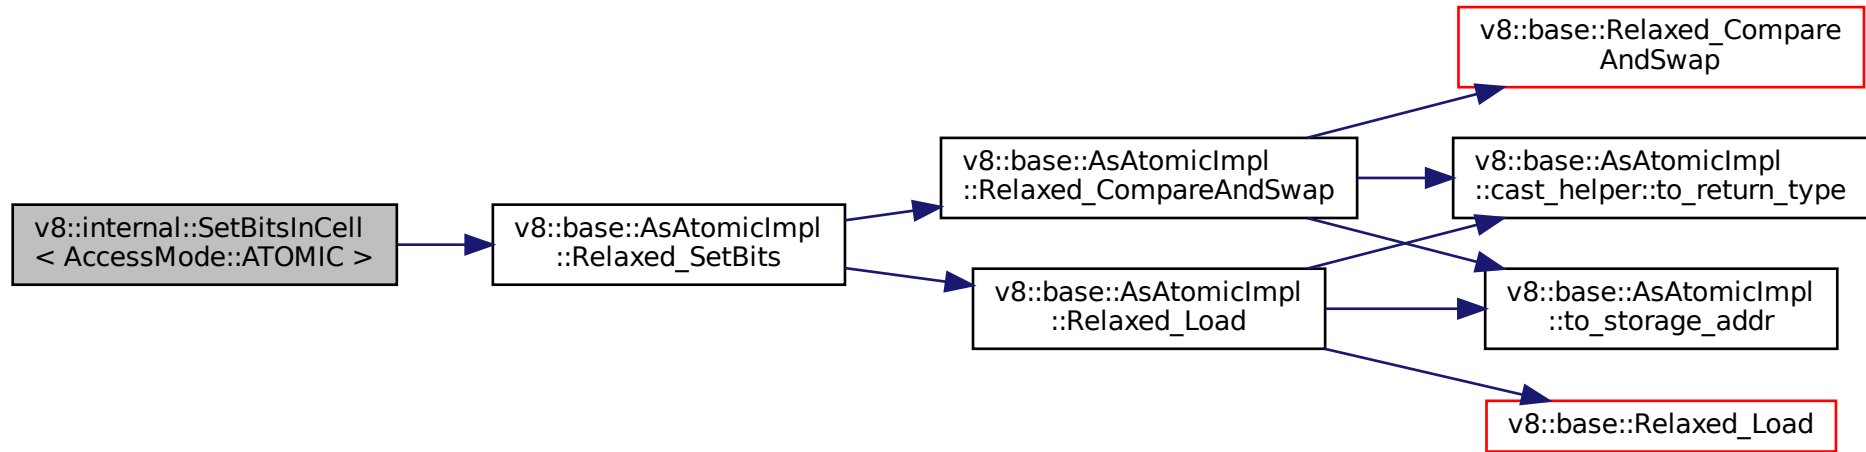 v8::internal::SetBitsInCell
< AccessMode::ATOMIC >
v8::base::AsAtomicImpl
::Relaxed_SetBits
v8::base::AsAtomicImpl
::Relaxed_CompareAndSwap
v8::base::AsAtomicImpl
::Relaxed_Load
v8::base::Relaxed_Compare
AndSwap
v8::base::AsAtomicImpl
::cast_helper::to_return_type
v8::base::AsAtomicImpl
::to_storage_addr
v8::base::Relaxed_Load